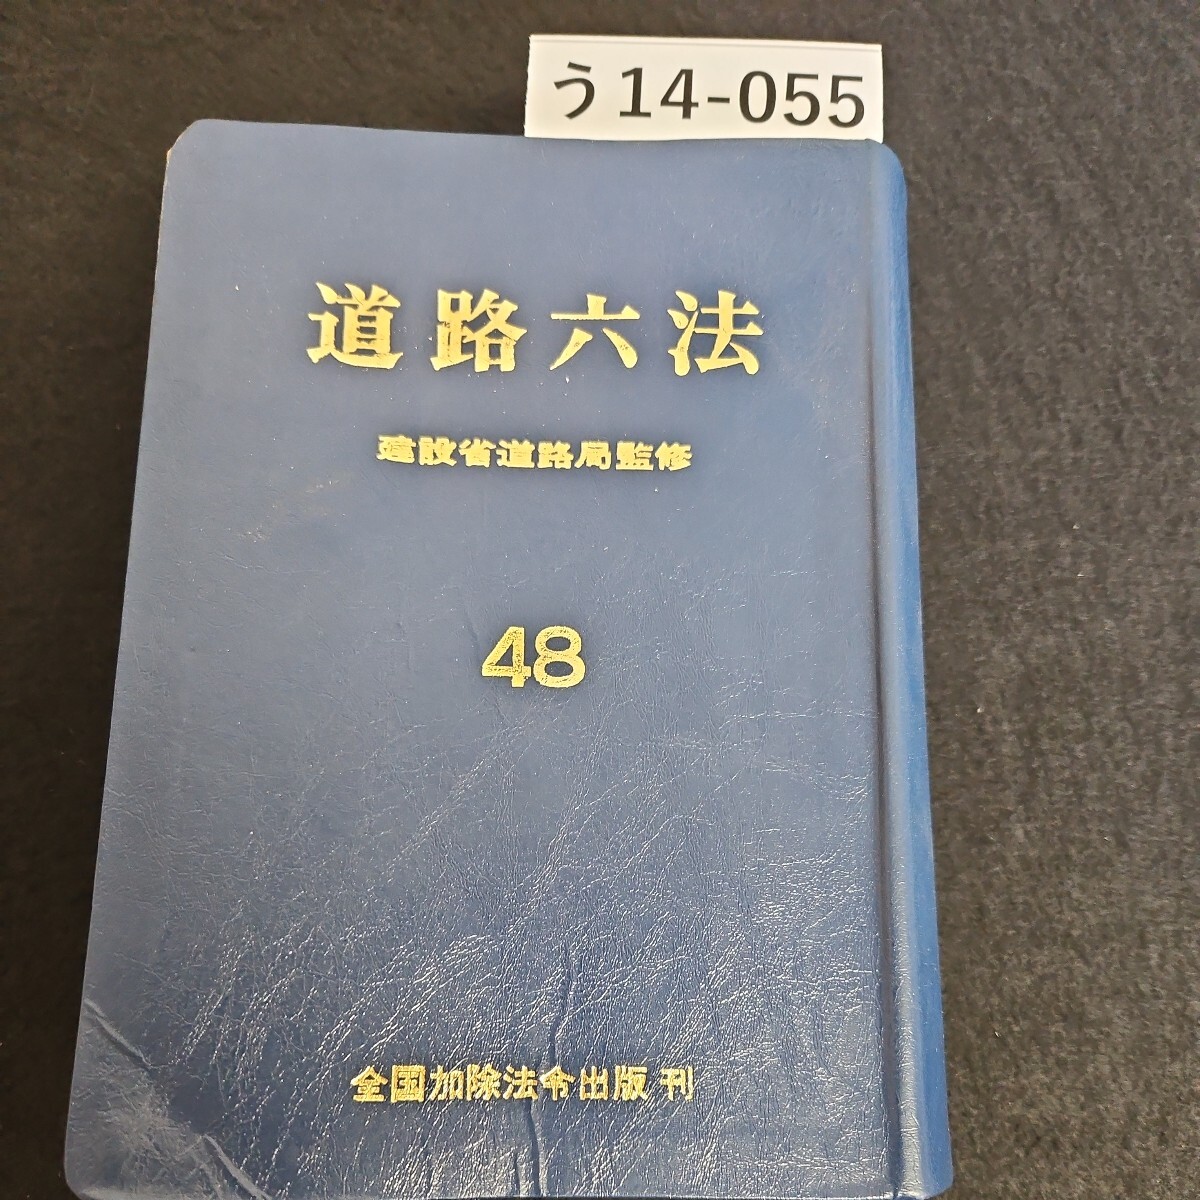 う14-055
道路六法
建設省道路局監修
48
全国加除法令出版 刊